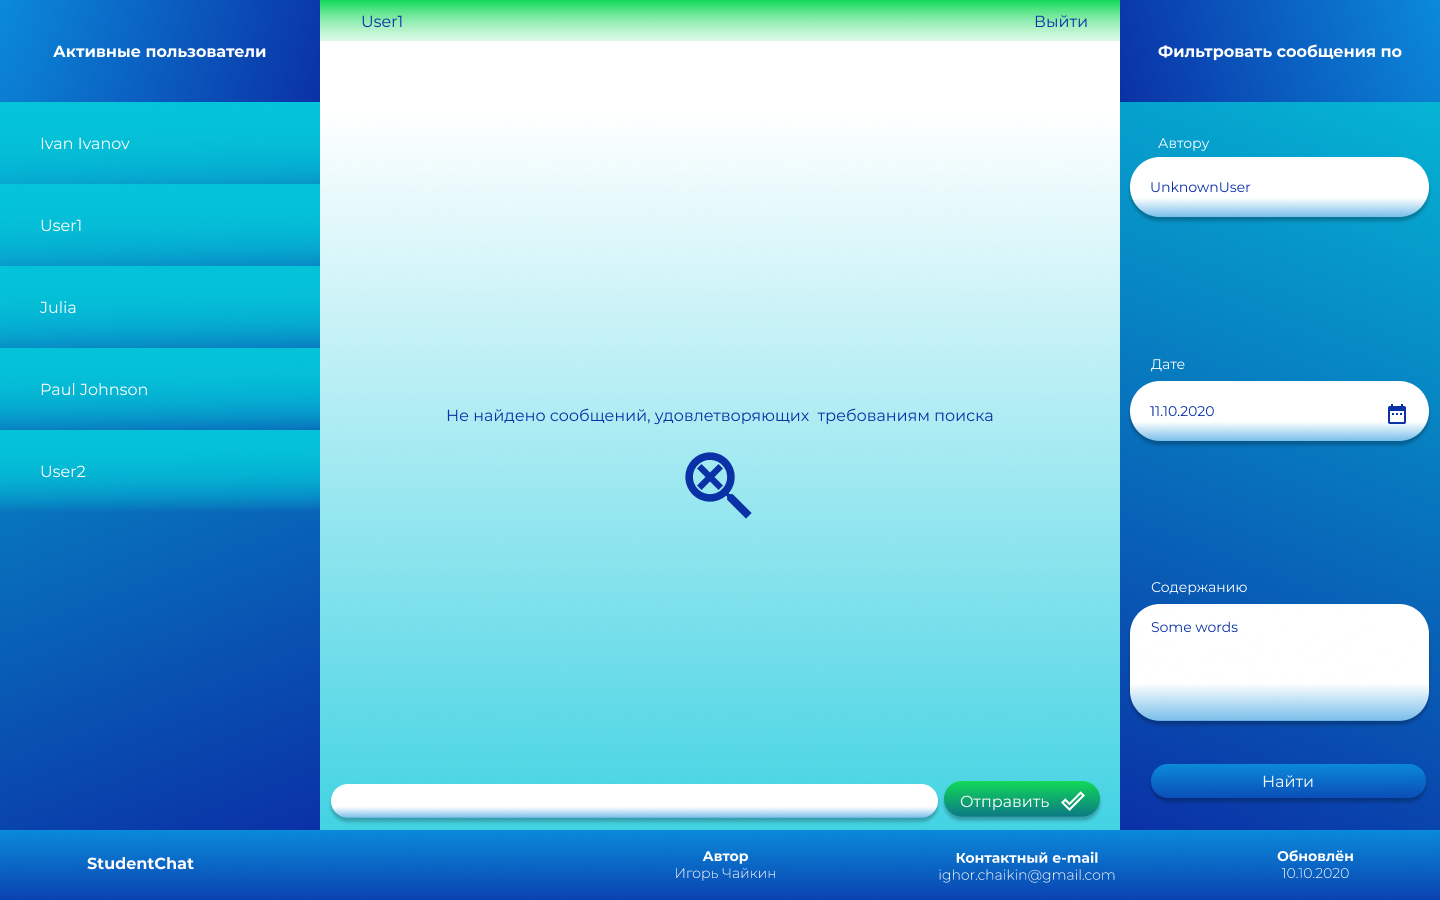 Активные пользователи
Ivan Ivanov
User1
Julia
Paul Johnson
User2
User1
Выйти
Не найдено сообщений, удовлетворяющих  требованиям поиска
Отправить
Фильтровать сообщения по
Автору
UnknownUser
Дате
11.10.2020
Содержанию
Some words
Найти
StudentChat
Автор
Игорь Чайкин
Контактный e-mail
ighor.chaikin@gmail.com
Обновлён
10.10.2020